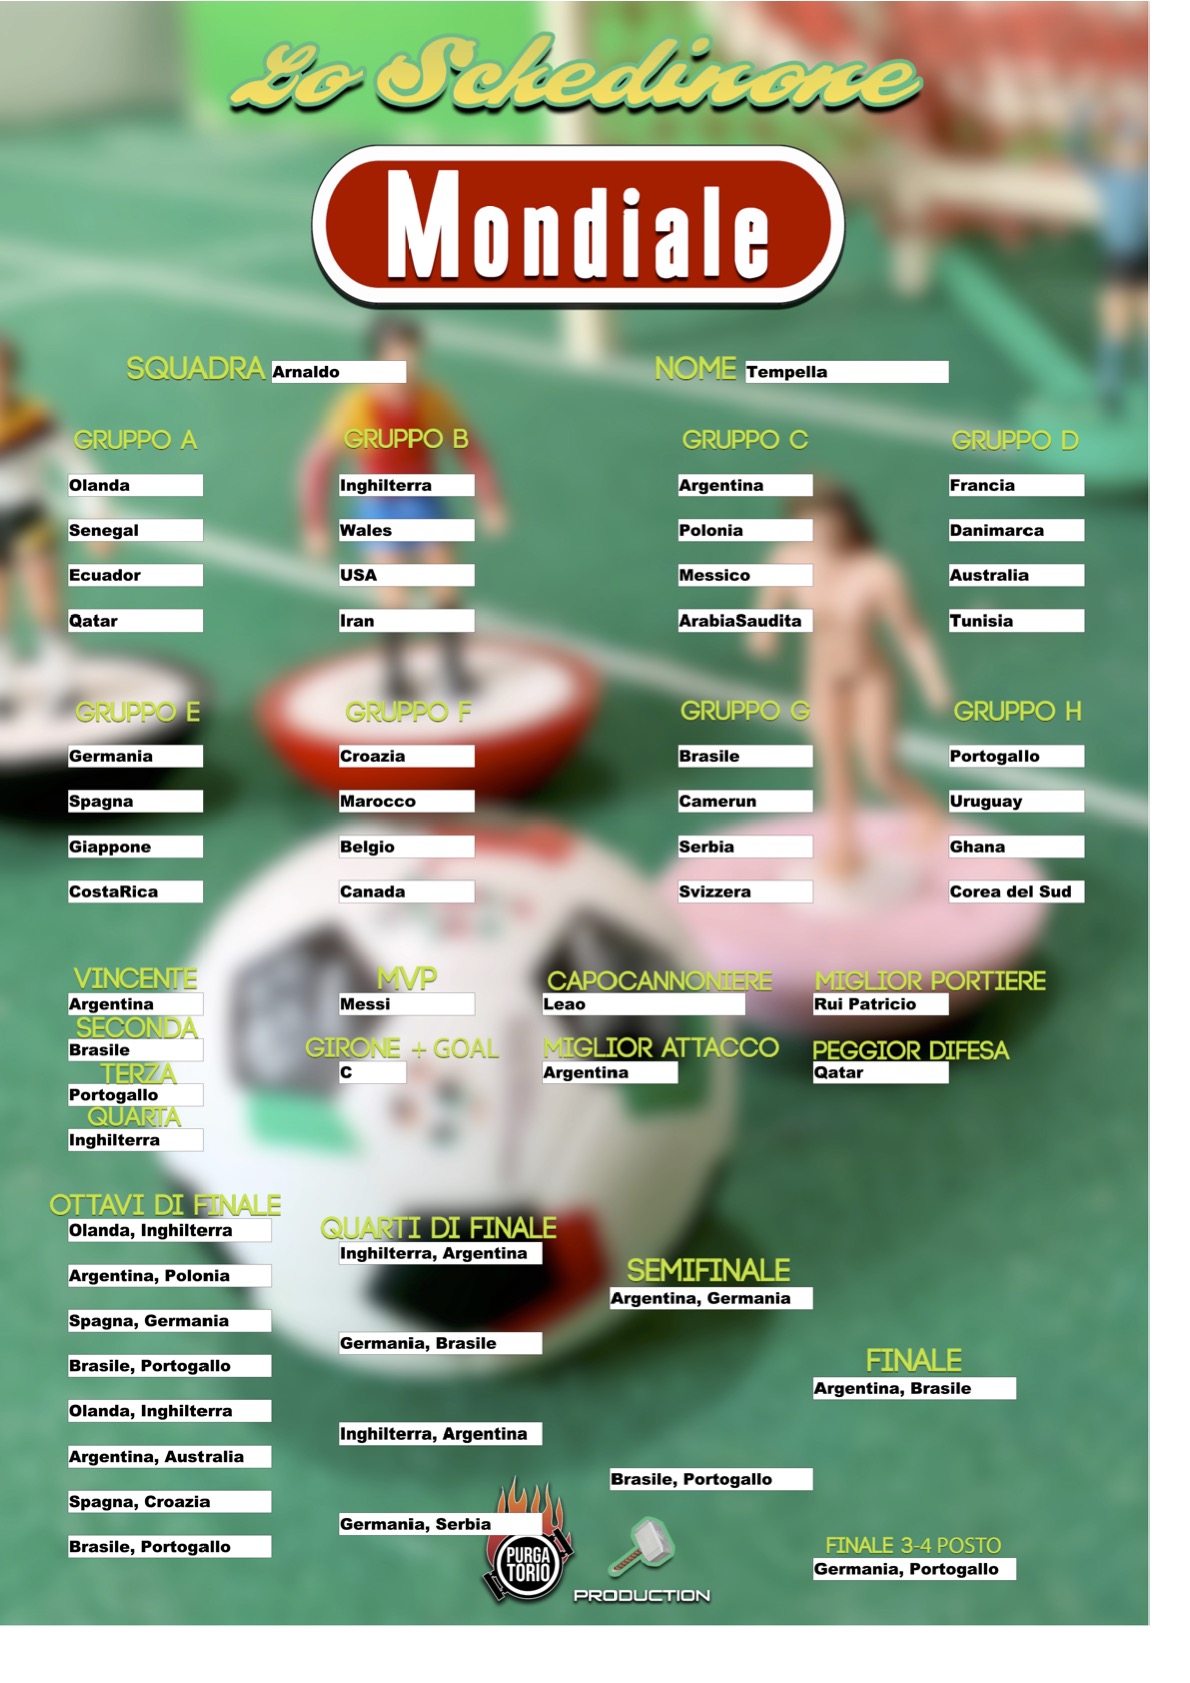 Lo Schedinone
Mondiale
SQUADRA Arnaldo NOME Tempella
GRUPPO A GRUPPO B GRUPPO C GRUPPO D
Olanda Inghilterra Argentina Francia
Senegal Wales Polonia Danimarca
Ecuador USA Messico Australia
Qatar Iran ArabiaSaudita Tunisia
GRUPPO E GRUPPO F GRUPPO G GRUPPO H
Germania Croazia Brasile Portogallo
Spagna Marocco Camerun Uruguay
Giappone Belgio Serbia Ghana
CostaRica Canada Svizzera Corea del Sud
VINCENTE MVP CAPOCANNONIERE MIGLIOR PORTIERE
Argentina Messi Leao Rui Patricio
SECONDA
Brasile
GIRONE + GOAL MIGLIOR ATTACCO PEGGIOR DIFESA
C Argentina Qatar
TERZA
Portogallo
QUARTA
Inghilterra
OTTAVI DI FINALE
Olanda, Inghilterra
Argentina, Polonia
Spagna, Germania
Brasile, Portogallo
Olanda, Inghilterra
Argentina, Australia
Spagna, Croazia
Brasile, Portogallo
QUARTI DI FINALE
Inghilterra, Argentina
Germania, Brasile
Inghilterra, Argentina
Germania, Serbia
SEMIFINALE
Argentina, Germania
Brasile, Portogallo
FINALE
Argentina, Brasile
FINALE 3-4 POSTO
Germania, Portogallo
PURGA
TORIO
PRODUCTION